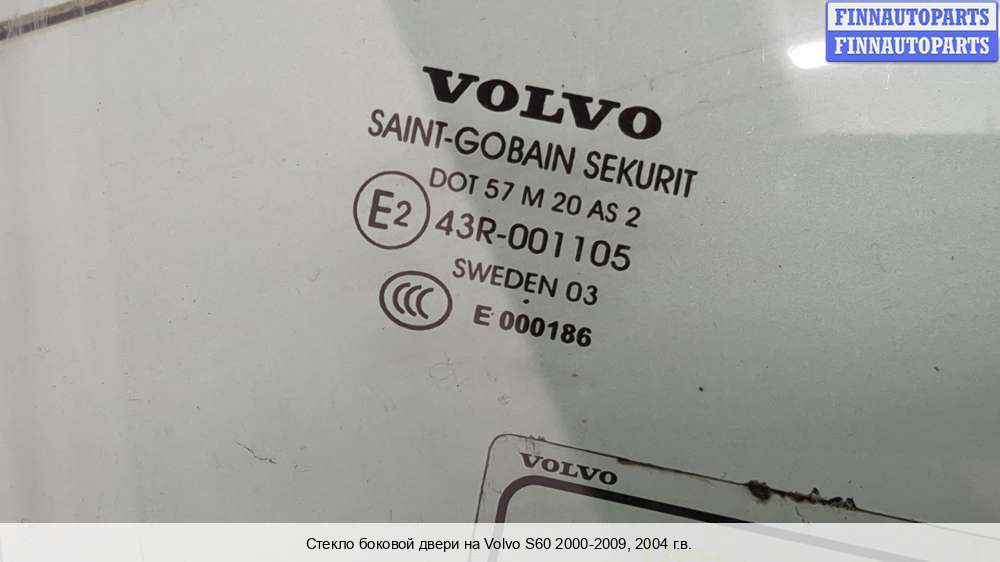 FINNAUTOPARTS
FINNAUTOPARTS
VOLVO
SAINT-GOBAIN SEKURIT
DOT 57 M 20 AS 2
E2 43R-001105
SWEDEN 03
CCC E 000186
VOLVO
Стекло боковой двери на Volvo S60 2000-2009, 2004 г.в.